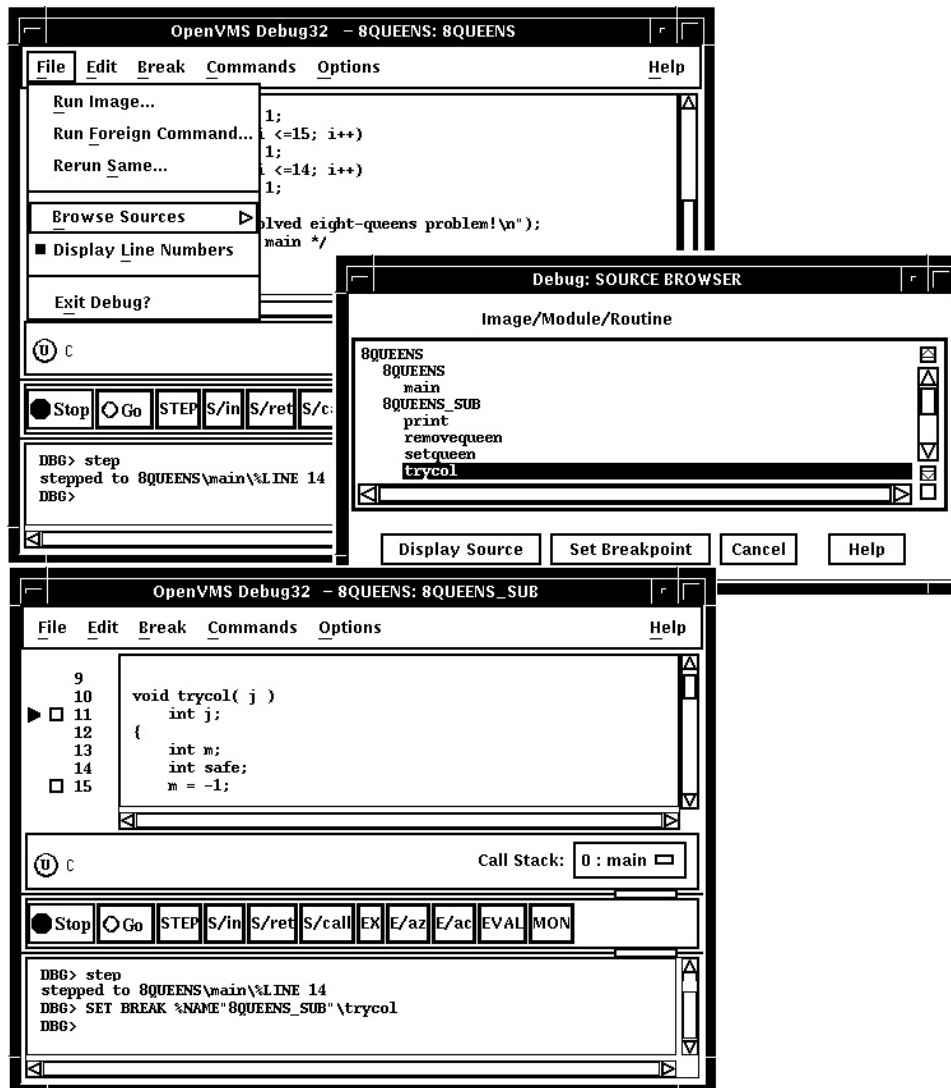 OpenVMS Debug32 – 8QUEENS: 8QUEENS
File Edit Break Commands Options Help
Run Image...
Run Foreign Command...
Rerun Same...
Browse Sources
Display Line Numbers
Exit Debug?
1;
i <=15; i++)
1;
i <=14; i++)
1;
olved eight-queens problem!\n");
main */
U C
Stop Go STEP S/in S/ret S/c
DBG> step
stepped to 8QUEENS\main\%LINE 14
DBG>
Debug: SOURCE BROWSER
Image/Module/Routine
8QUEENS
8QUEENS
main
8QUEENS_SUB
print
removequeen
setqueen
trycol
Display Source Set Breakpoint Cancel Help
OpenVMS Debug32 – 8QUEENS: 8QUEENS_SUB
File Edit Break Commands Options Help
9
10 void trycol( j )
11 int j;
12 {
13 int m;
14 int safe;
15 m = -1;
U C Call Stack: 0 : main
Stop Go STEP S/in S/ret S/call EX E/az E/ac EVAL MON
DBG> step
stepped to 8QUEENS\main\%LINE 14
DBG> SET BREAK %NAME"8QUEENS_SUB"\trycol
DBG>